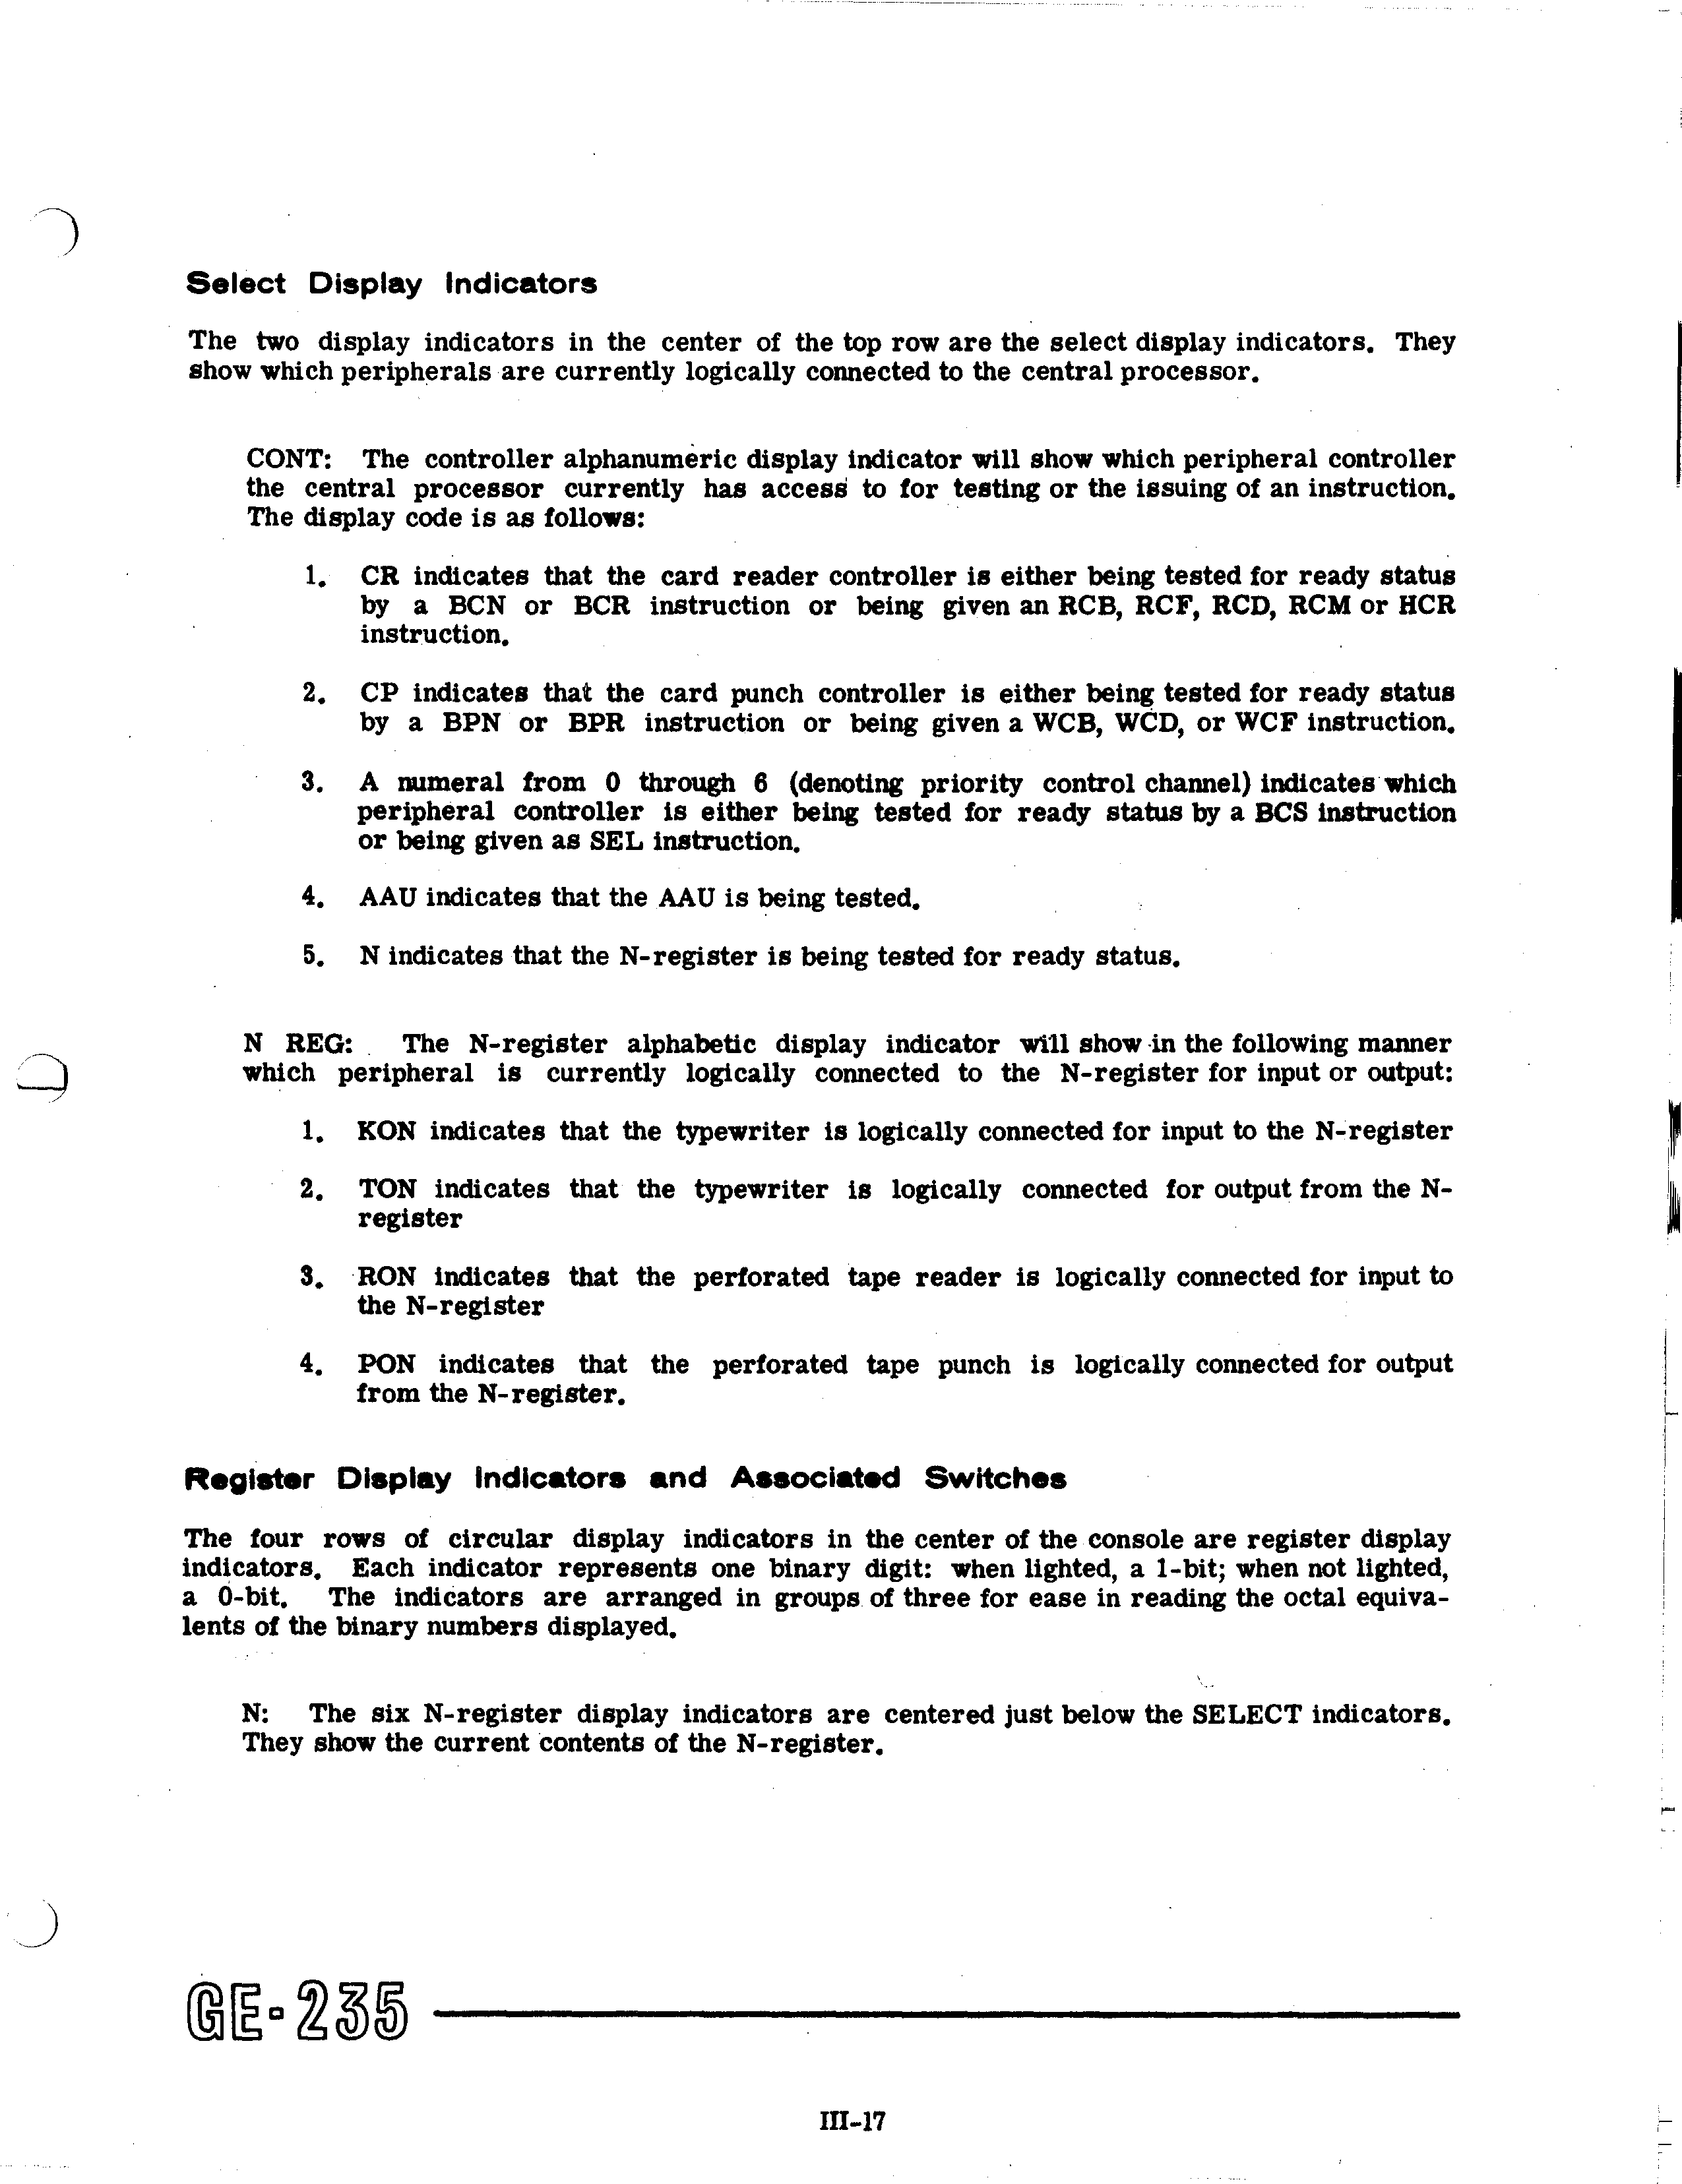 Select Display Indicators
The two display indicators in the center of the top row are the select display indicators. They
show which peripherals are currently logically connected to the central processor.
CONT: The controller alphanumeric display indicator will show which peripheral controller
the central processor currently has access to for testing or the issuing of an instruction.
The display code is as follows:
1. CR indicates that the card reader controller is either being tested for ready status
by a BCN or BCR instruction or being given an RCB, RCF, RCD, RCM or HCR
instruction.
2. CP indicates that the card punch controller is either being tested for ready status
by a BPN or BPR instruction or being given a WCB, WCD, or WCF instruction.
3. A numeral from 0 through 6 (denoting priority control channel) indicates which
peripheral controller is either being tested for ready status by a BCS instruction
or being given as SEL instruction.
4. AAU indicates that the AAU is being tested.
5. N indicates that the N-register is being tested for ready status.
N REG: The N-register alphabetic display indicator will show in the following manner
which peripheral is currently logically connected to the N-register for input or output:
1. KON indicates that the typewriter is logically connected for input to the N-register
2. TON indicates that the typewriter is logically connected for output from the N-
register
3. RON indicates that the perforated tape reader is logically connected for input to
the N-register
4. PON indicates that the perforated tape punch is logically connected for output
from the N-register.
Register Display Indicators and Associated Switches
The four rows of circular display indicators in the center of the console are register display
indicators. Each indicator represents one binary digit: when lighted, a 1-bit; when not lighted,
a 0-bit. The indicators are arranged in groups of three for ease in reading the octal equiva-
lents of the binary numbers displayed.
N: The six N-register display indicators are centered just below the SELECT indicators.
They show the current contents of the N-register.
GE-235
III-17